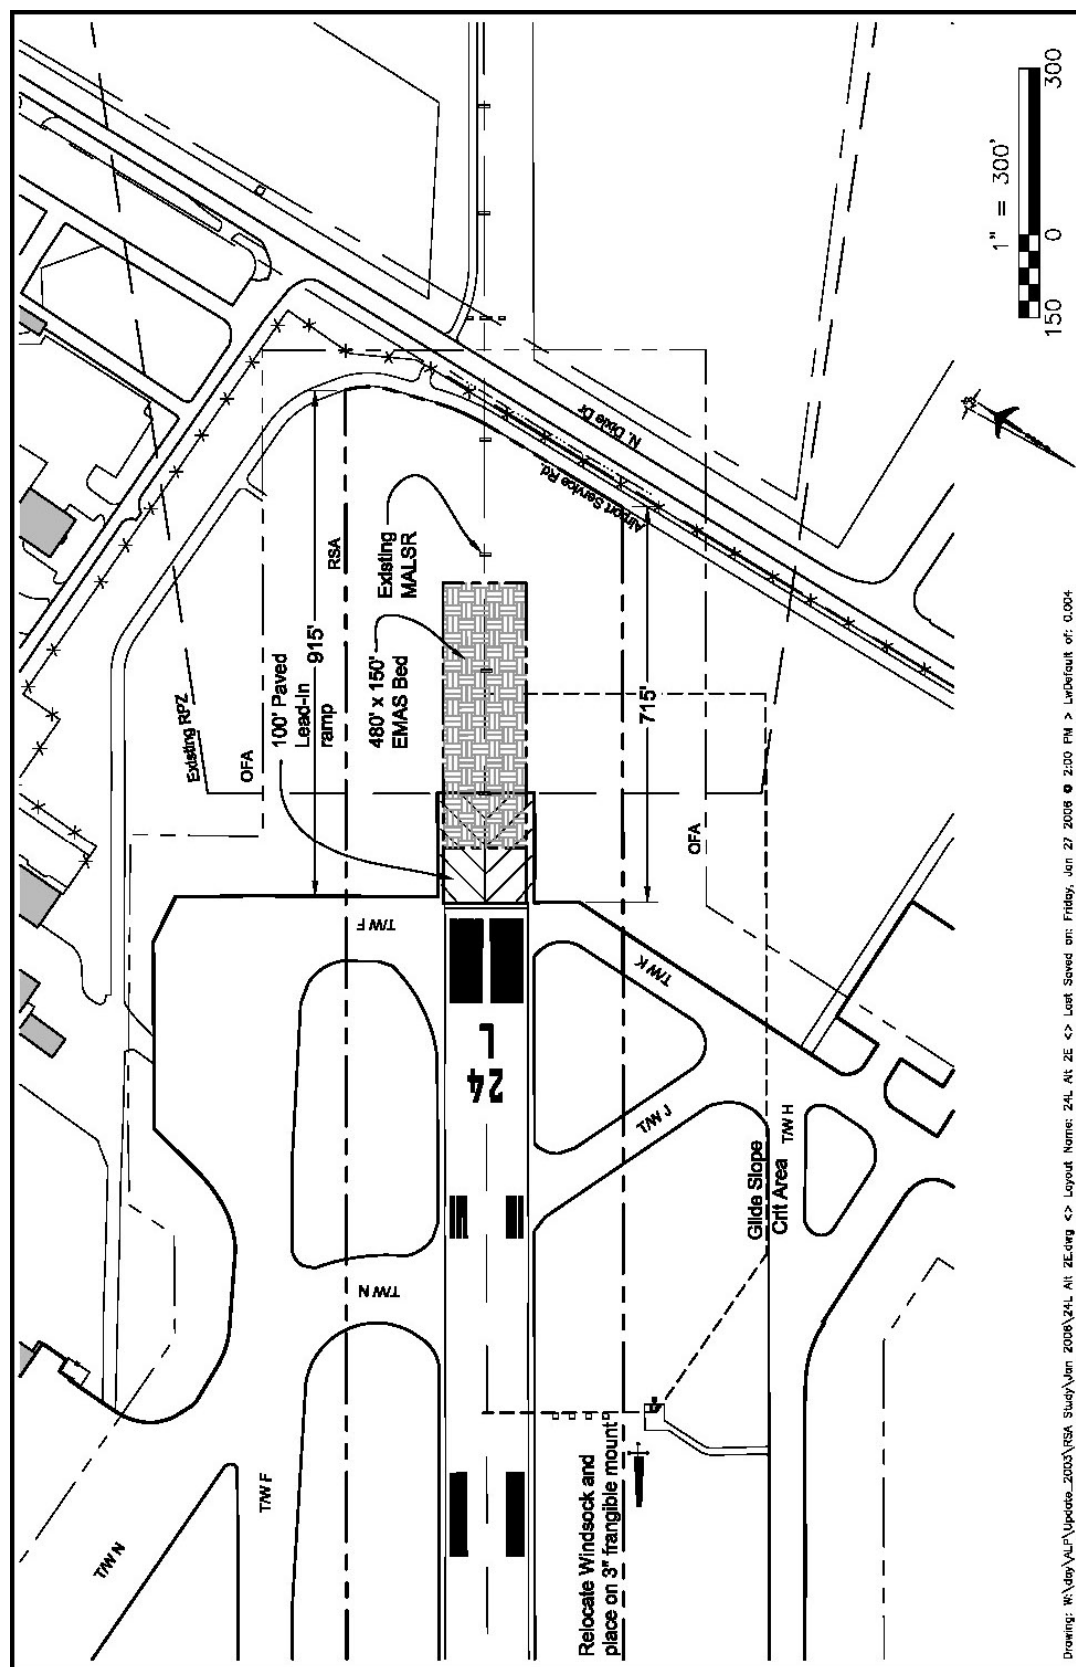 300
0
150
1" = 300'
N. Dixie Dr
Airport Service Rd.
RSA
915'
Existing
MALSR
480' x 150'
EMAS Bed
100' Paved
Lead-in
ramp
Existing RPZ
OFA
715'
OFA
T/W F
T/W K
24
L
T/W J
T/W H
Glide Slope
Crit Area
T/W N
T/W F
T/W N
Relocate Windsock and
place on 3" frangible mount
Drawing: W:\day\ALP\Update_2003\RSA Study\Jan 2006\24L Alt 2E.dwg <> Layout Name: 24L Alt 2E <> Last Saved on: Friday, Jan 27 2006 @ 2:00 PM > LwDefault of: 0.004